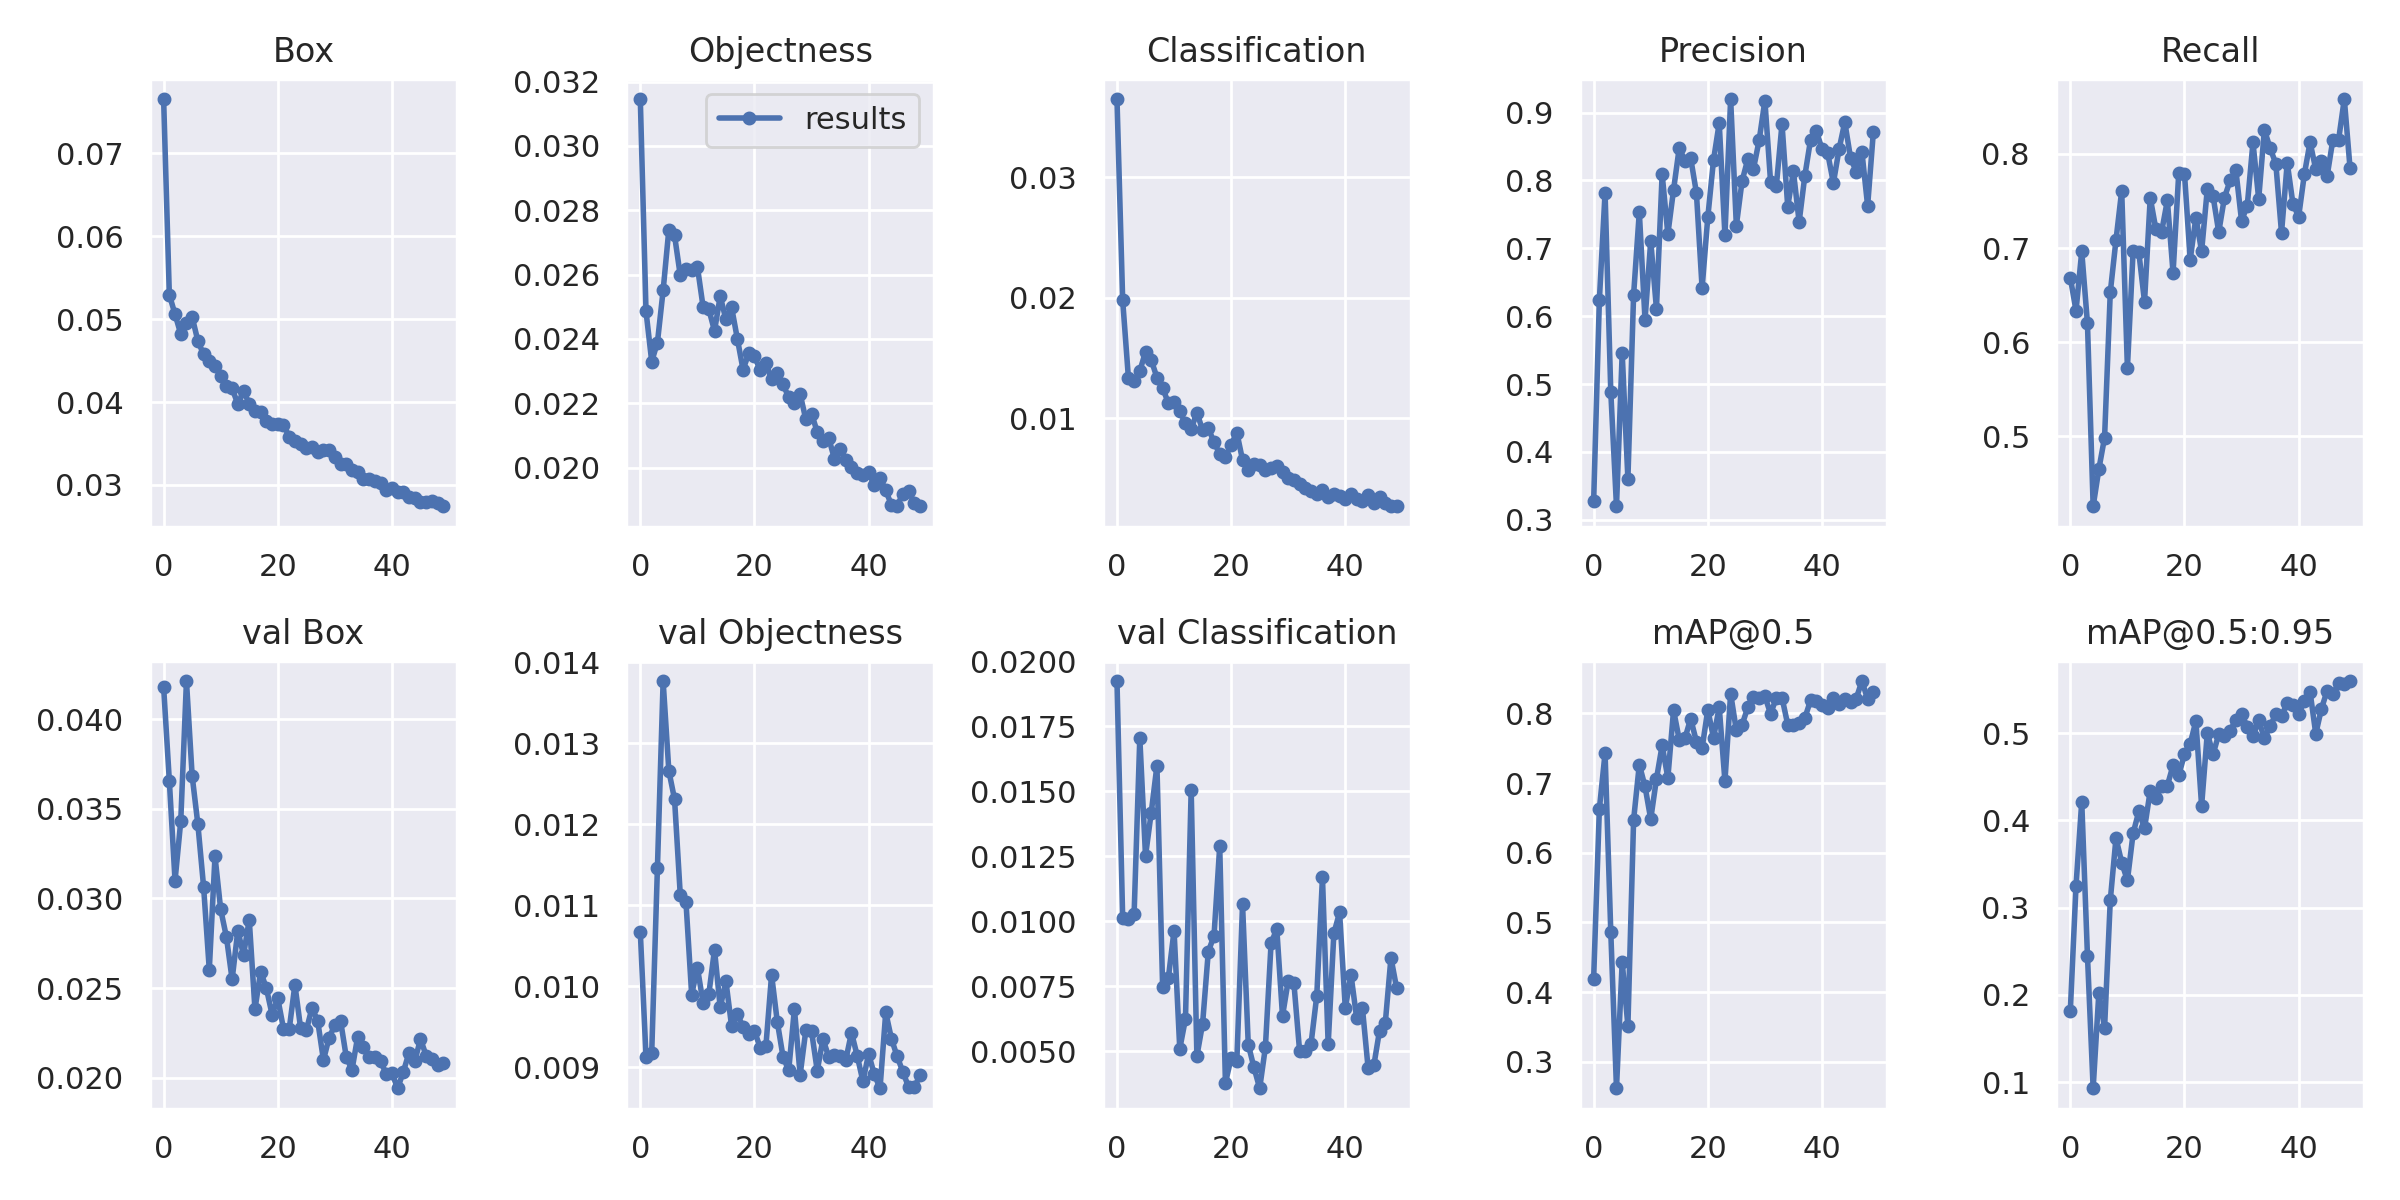 Box
0.07
0.06
0.05
0.04
0.03
0 20 40
Objectness
results
0.032
0.030
0.028
0.026
0.024
0.022
0.020
0 20 40
Classification
0.03
0.02
0.01
0 20 40
Precision
0.9
0.8
0.7
0.6
0.5
0.4
0.3
0 20 40
Recall
0.8
0.7
0.6
0.5
0 20 40
val Box
0.040
0.035
0.030
0.025
0.020
0 20 40
val Objectness
0.014
0.013
0.012
0.011
0.010
0.009
0 20 40
val Classification
0.0200
0.0175
0.0150
0.0125
0.0100
0.0075
0.0050
0 20 40
mAP@0.5
0.8
0.7
0.6
0.5
0.4
0.3
0 20 40
mAP@0.5:0.95
0.5
0.4
0.3
0.2
0.1
0 20 40